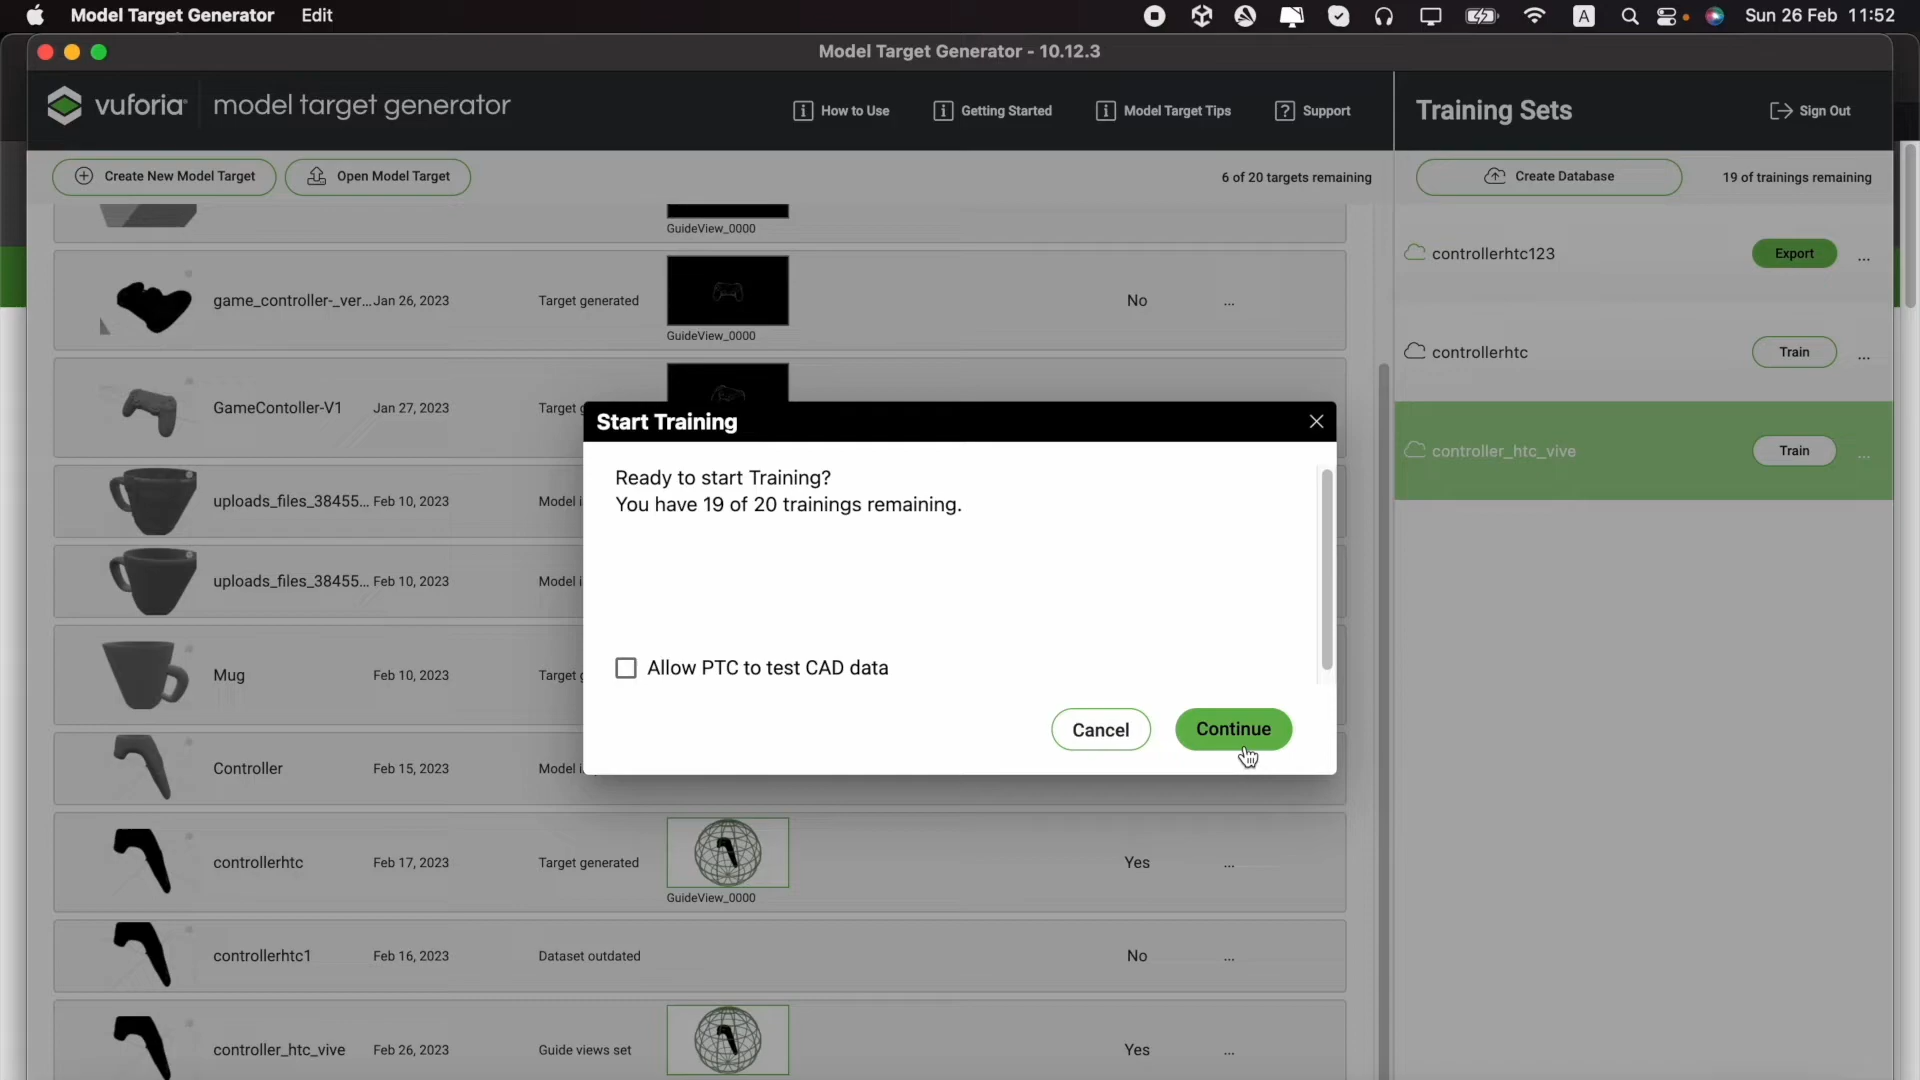 Model Target Generator Edit A Sun 26 Feb 11:52
Model Target Generator - 10.12.3
vuforia model target generator
How to Use Getting Started Model Target Tips Support
Training Sets Sign Out
Create New Model Target Open Model Target 6 of 20 targets remaining
Create Database 19 of trainings remaining
GuideView_0000
game_controller-_ver... Jan 26, 2023 Target generated No ...
GuideView_0000
GameContoller-V1 Jan 27, 2023
uploads_files_38455... Feb 10, 2023
uploads_files_38455... Feb 10, 2023
Mug Feb 10, 2023
Controller Feb 15, 2023
controllerhtc Feb 17, 2023 Target generated Yes ...
GuideView_0000
controllerhtc1 Feb 16, 2023 Dataset outdated No ...
controller_htc_vive Feb 26, 2023 Guide views set Yes ...
controllerhtc123 Export ...
controllerhtc Train ...
controller_htc_vive Train ...
Start Training
Ready to start Training?
You have 19 of 20 trainings remaining.
Allow PTC to test CAD data
Cancel Continue